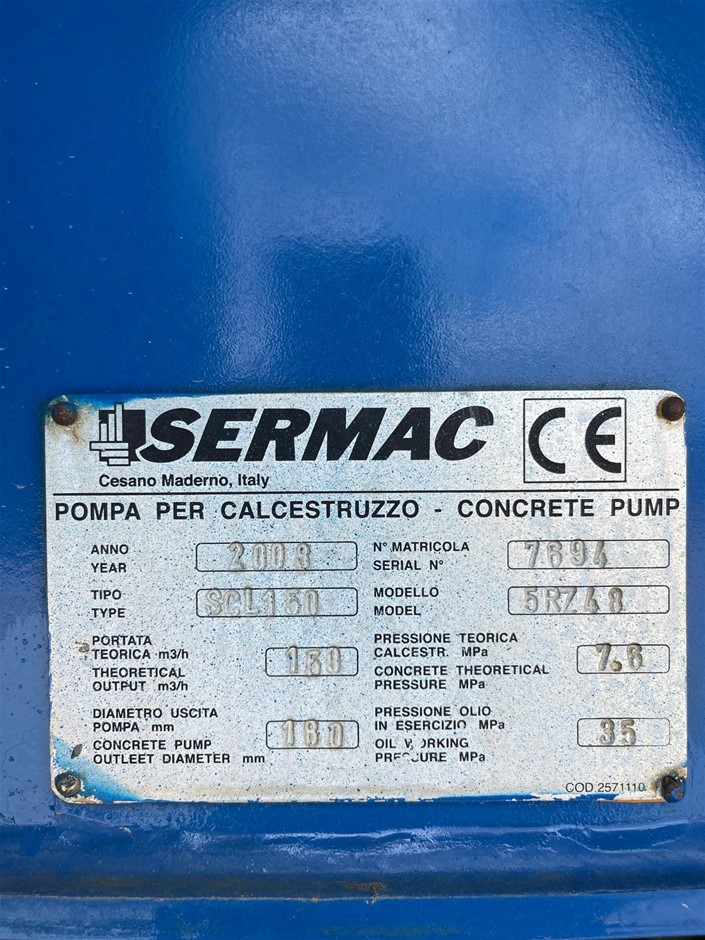 SERMAC
CE
Cesano Maderno, Italy
POMPA PER CALCESTRUZZO - CONCRETE PUMP
ANNO
YEAR
2008
N° MATRICOLA
SERIAL N°
7694
TIPO
TYPE
SCL150
MODELLO
MODEL
5RZ48
PORTATA
TEORICA m3/h
THEORETICAL
OUTPUT m3/h
150
PRESSIONE TEORICA
CALCESTR. MPa
CONCRETE THEORETICAL
PRESSURE MPa
7.6
DIAMETRO USCITA
POMPA mm
CONCRETE PUMP
OUTLEET DIAMETER mm
180
PRESSIONE OLIO
IN ESERCIZIO MPa
OIL WORKING
PRESSURE MPa
35
COD 2571110